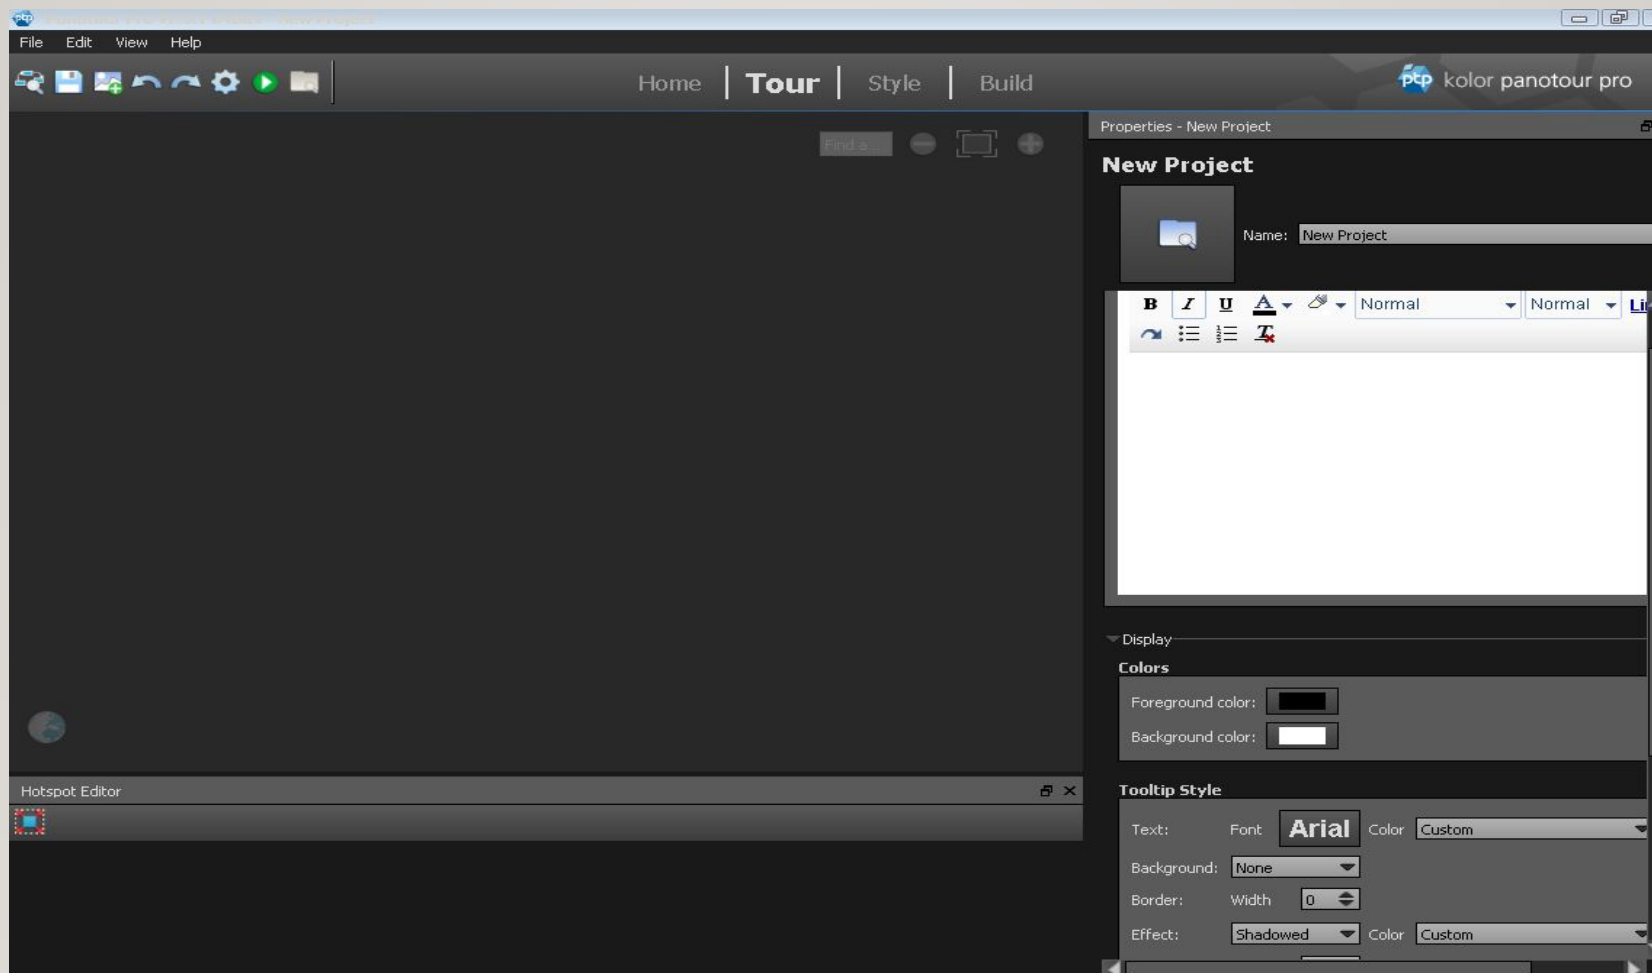 File Edit View Help
Home Tour Style Build
ptp kolor panotour pro
Find a...
Properties - New Project
New Project
Name: New Project
B I U A Normal Normal
Display
Colors
Foreground color:
Background color:
Hotspot Editor
Tooltip Style
Text: Font Arial Color Custom
Background: None
Border: Width 0
Effect: Shadowed Color Custom